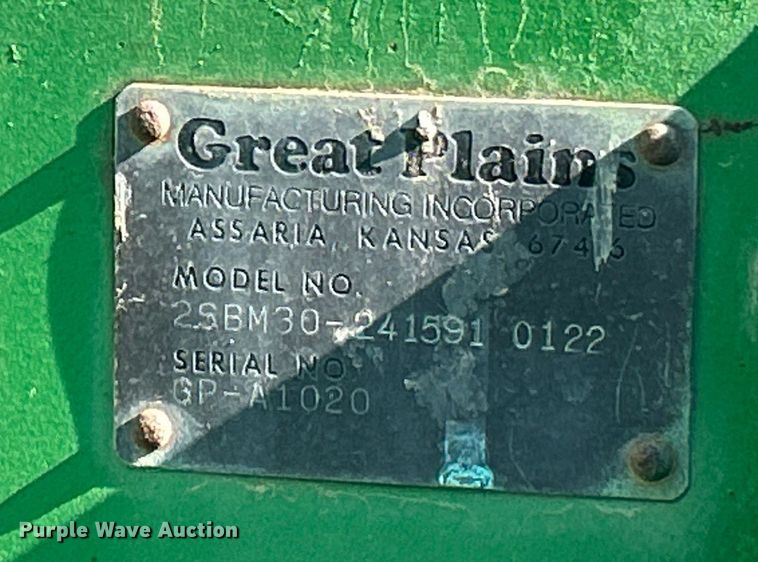 Great Plains
MANUFACTURING INCORPORATED
ASSARIA, KANSAS
MODEL NO.
2SBM30-241591 0122
SERIAL NO
GP-A1020
Purple Wave Auction